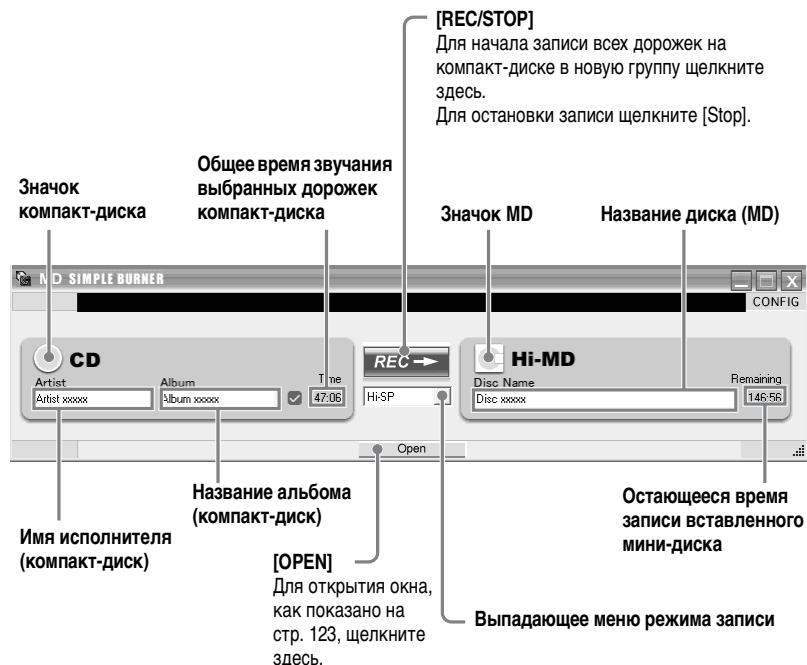 [REC/STOP]
Для начала записи всех дорожек на
компакт-диске в новую группу щелкните
здесь.
Для остановки записи щелкните [Stop].
Общее время звучания
выбранных дорожек
компакт-диска
Значок
компакт-диска
Значок MD
Название диска (MD)
MD SIMPLE BURNER
CONFIG
CD
Artist
Album
Time
Artist xxxxx
Album xxxxx
47:06
REC
Hi-SP
Hi-MD
Disc Name
Remaining
Disc xxxxx
146:56
Open
Название альбома
(компакт-диск)
Имя исполнителя
(компакт-диск)
[OPEN]
Для открытия окна,
как показано на
стр. 123, щелкните
здесь.
Остающееся время
записи вставленного
мини-диска
Выпадающее меню режима записи